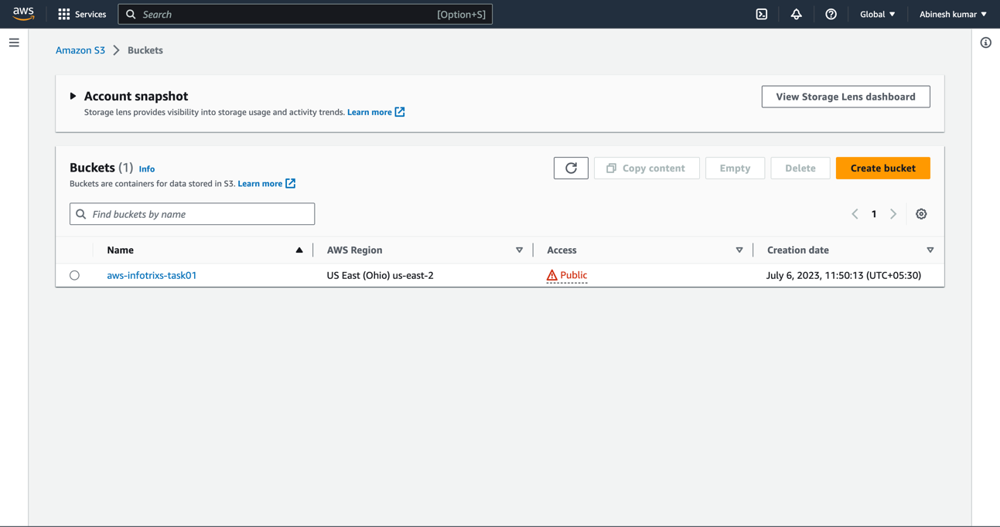 aws Services Search [Option+S] Global Abinesh kumar
Amazon S3 Buckets
Account snapshot
View Storage Lens dashboard
Storage lens provides visibility into storage usage and activity trends. Learn more
Buckets (1) Info
Copy content Empty Delete Create bucket
Buckets are containers for data stored in S3. Learn more
Find buckets by name
1
Name AWS Region Access Creation date
aws-infotrixs-task01 US East (Ohio) us-east-2 Public July 6, 2023, 11:50:13 (UTC+05:30)